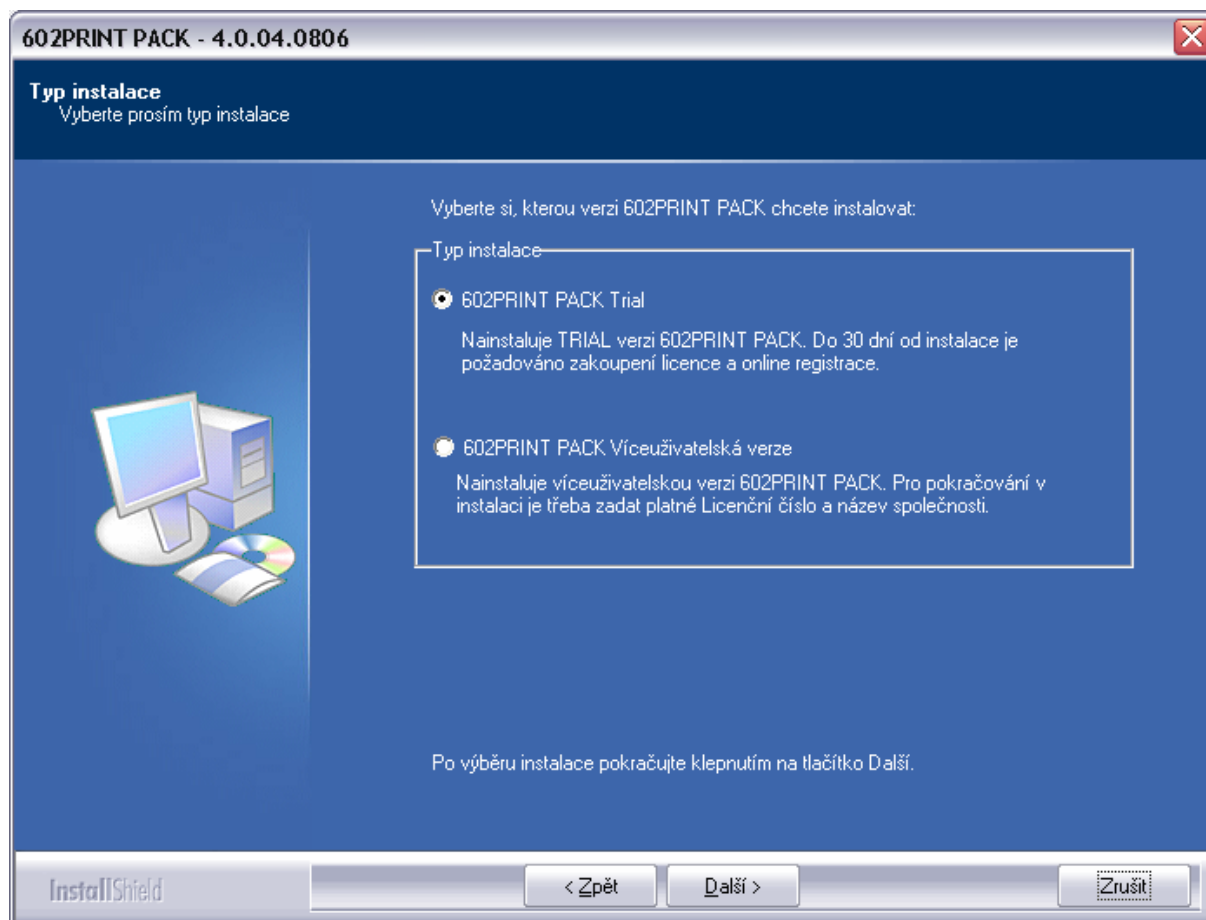 602PRINT PACK - 4.0.04.0806
Typ instalace
Vyberte prosím typ instalace
Vyberte si, kterou verzi 602PRINT PACK chcete instalovat:
Typ instalace
602PRINT PACK Trial
Nainstaluje TRIAL verzi 602PRINT PACK. Do 30 dní od instalace je
požadováno zakoupení licence a online registrace.
602PRINT PACK Víceuživatelská verze
Nainstaluje víceuživatelskou verzi 602PRINT PACK. Pro pokračování v
instalaci je třeba zadat platné Licenční číslo a název společnosti.
Po výběru instalace pokračujte klepnutím na tlačítko Další.
InstallShield
< Zpět
Další >
Zrušit